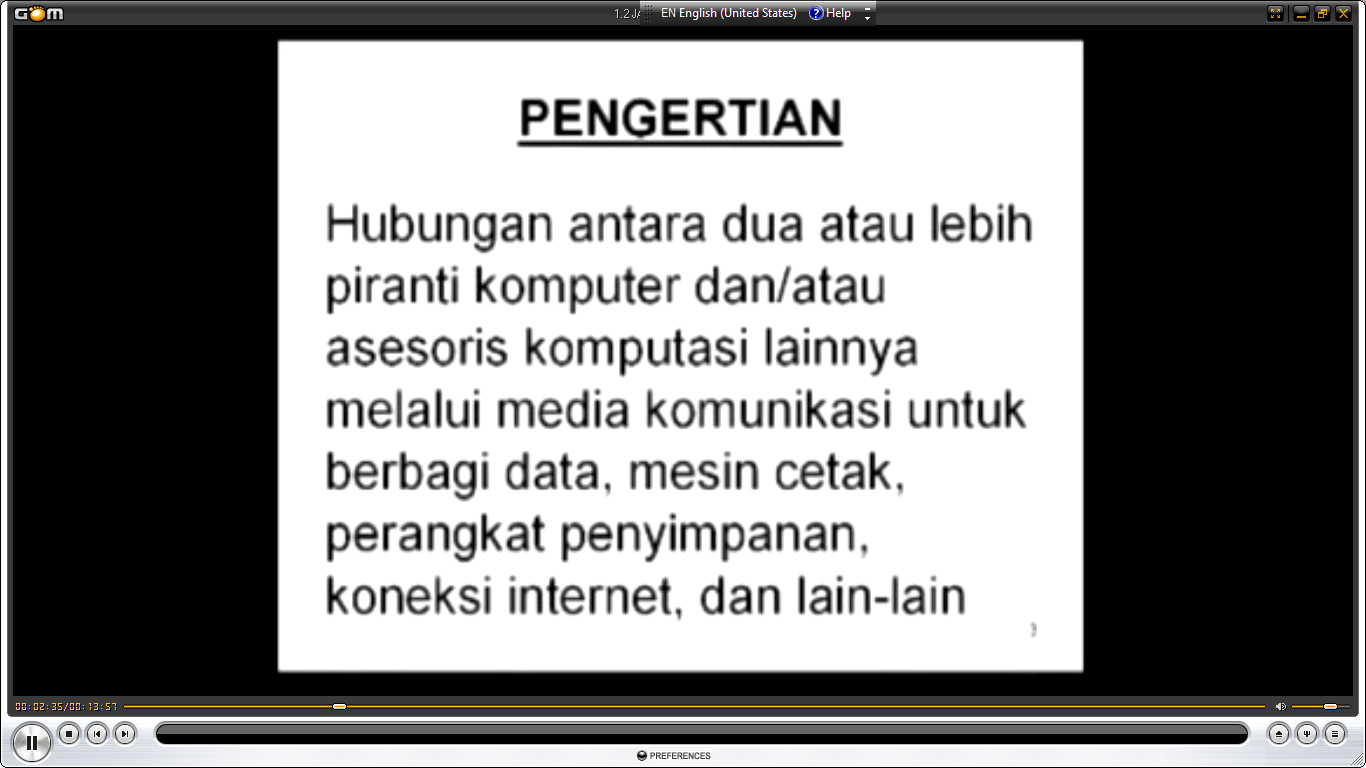 GOM
1.2 JA
EN English (United States)
? Help
PENGERTIAN
Hubungan antara dua atau lebih
piranti komputer dan/atau
asesoris komputasi lainnya
melalui media komunikasi untuk
berbagi data, mesin cetak,
perangkat penyimpanan,
koneksi internet, dan lain-lain
00:02:35/00:13:57
PREFERENCES